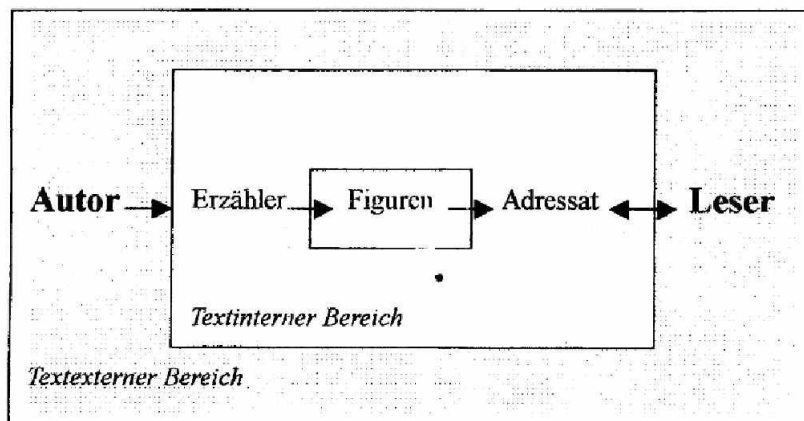 Autor Erzähler Figuren Adressat Leser
Textinterner Bereich
Textexterner Bereich